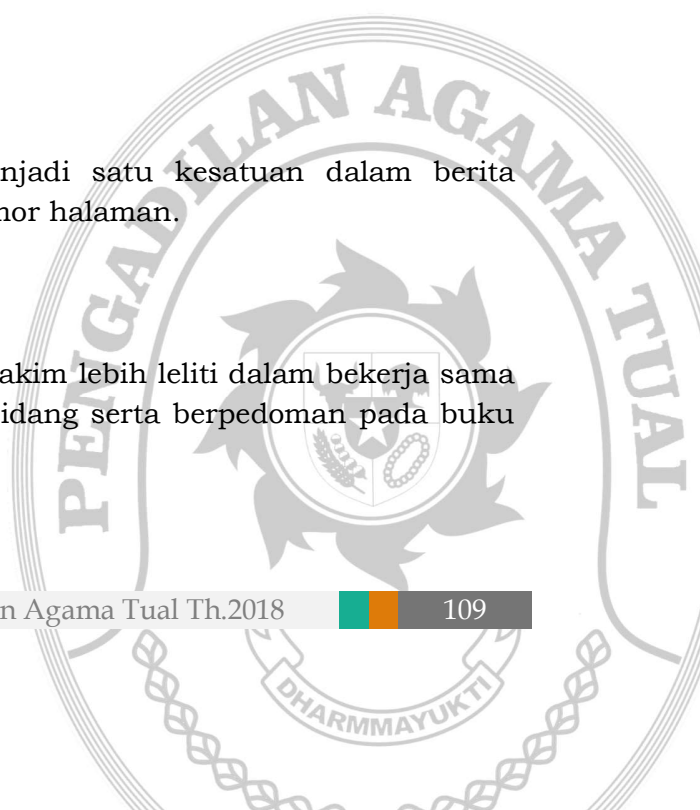 PENGADILAN AGAMA TUAL
njadi satu kesatuan dalam berita
nor halaman.
akim lebih leliti dalam bekerja sama
idang serta berpedoman pada buku
n Agama Tual Th.2018 109
DHARMMAYUKTI